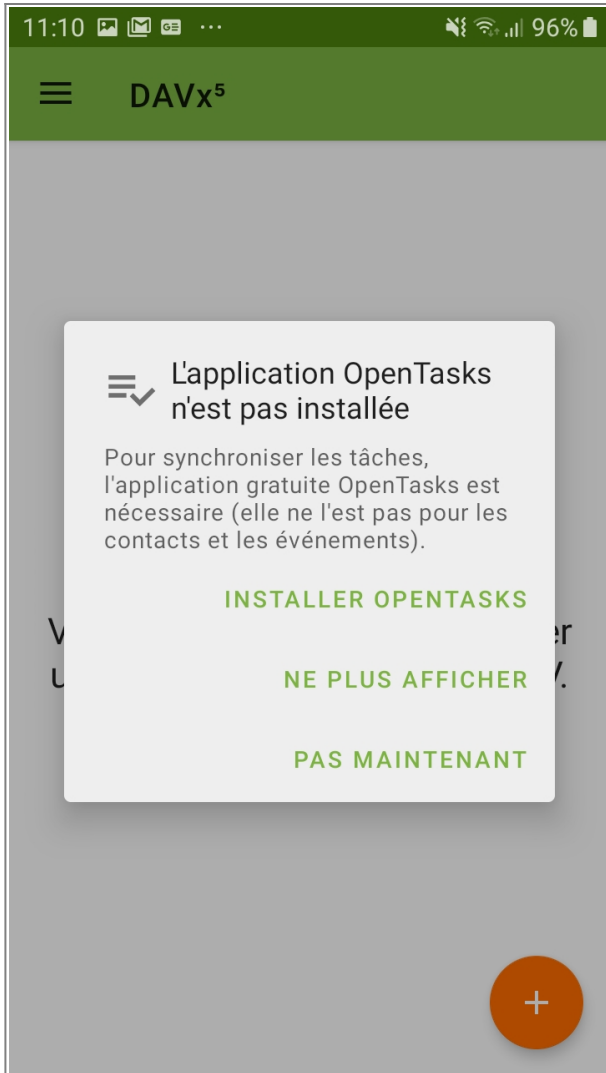 11:10 ... 96%
DAVx⁵
L'application OpenTasks
n'est pas installée
Pour synchroniser les tâches,
l'application gratuite OpenTasks est
nécessaire (elle ne l'est pas pour les
contacts et les événements).
INSTALLER OPENTASKS
NE PLUS AFFICHER
PAS MAINTENANT
+